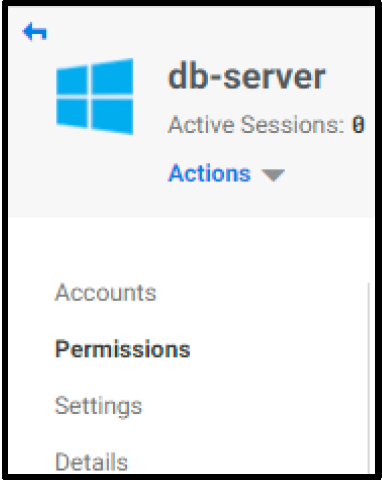 db-server
Active Sessions: 0
Actions
Accounts
Permissions
Settings
Details